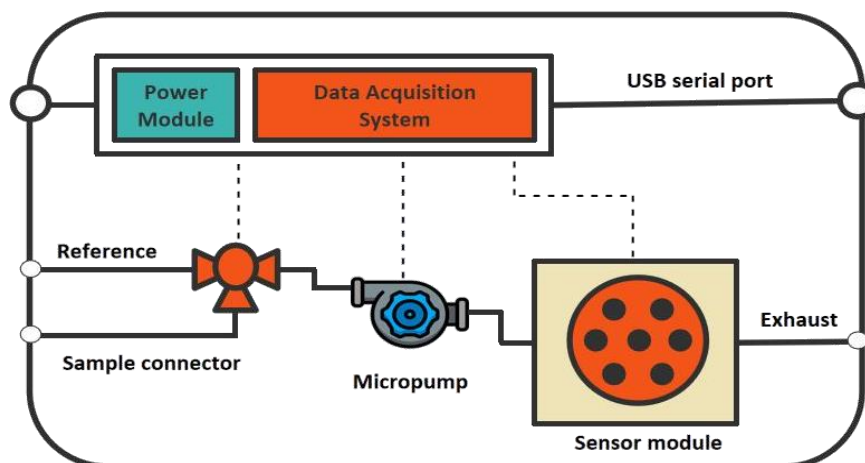 Power
Module
Data Acquisition
System
USB serial port
Reference
Sample connector
Micropump
Exhaust
Sensor module